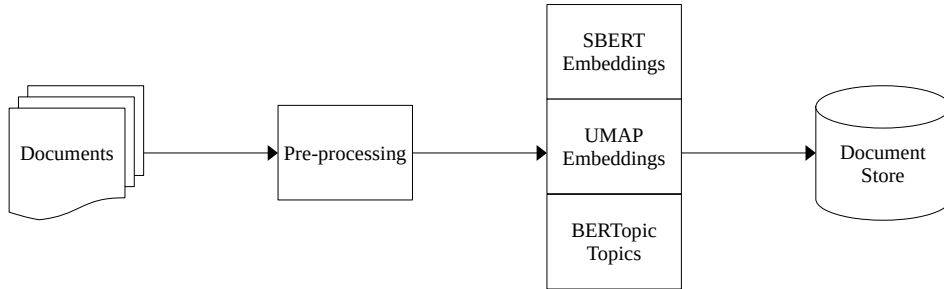 Documents
Pre-processing
SBERT
Embeddings
UMAP
Embeddings
BERTopic
Topics
Document
Store